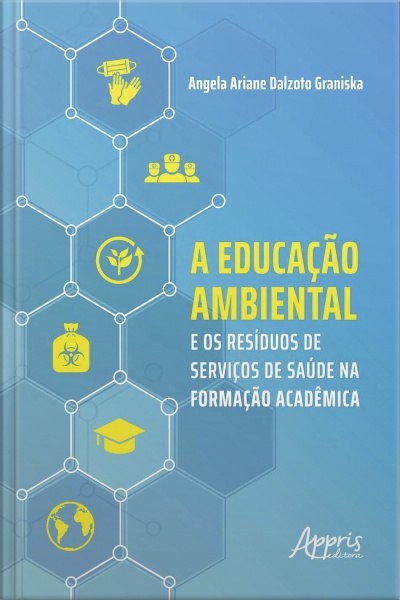 Angela Ariane Dalzoto Graniska
A EDUCAÇÃO
AMBIENTAL
E OS RESÍDUOS DE
SERVIÇOS DE SAÚDE NA
FORMAÇÃO ACADÊMICA
Appris
editora